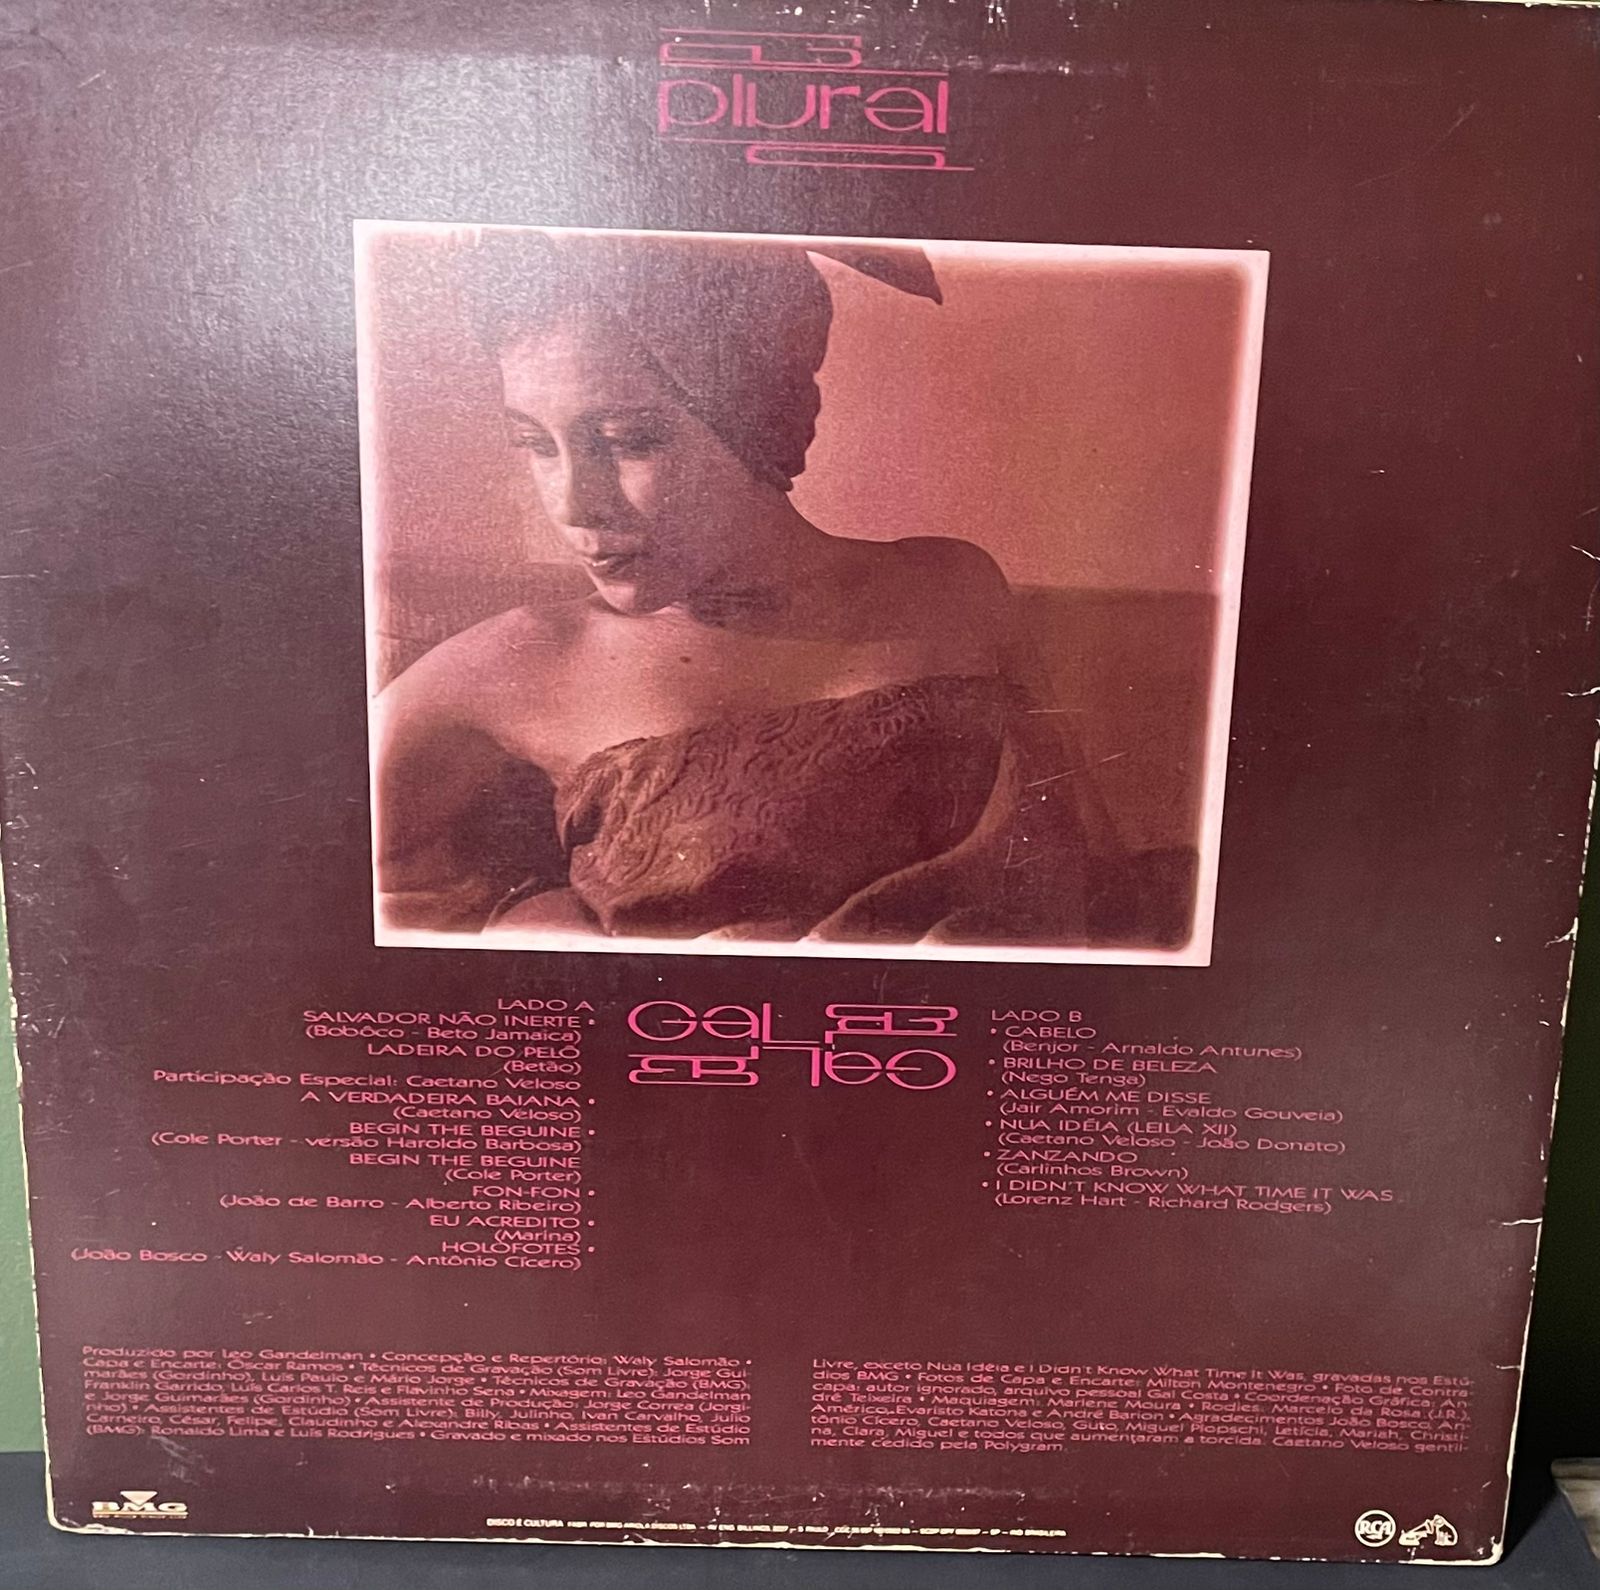 plural
LADO A
SALVADOR NÃO INERTE •
(Bobôco - Beto Jamaica)
LADEIRA DO PELÔ
(Betão)
Participação Especial: Caetano Veloso
A VERDADEIRA BAIANA •
(Caetano Veloso)
BEGIN THE BEGUINE •
(Cole Porter - versão Haroldo Barbosa)
BEGIN THE BEGUINE
(Cole Porter)
FON-FON •
(João de Barro - Alberto Ribeiro)
EU ACREDITO •
(Marina)
HOLOFOTES •
(João Bosco - Waly Salomão - Antônio Cícero)
GAL
GAL
LADO B
• CABELO
(Benjor - Arnaldo Antunes)
• BRILHO DE BELEZA
(Nego Tenga)
• ALGUÉM ME DISSE
(Jair Amorim - Evaldo Gouveia)
• NUA IDÉIA (LEILA XII)
(Caetano Veloso - João Donato)
• ZANZANDO
(Carlinhos Brown)
• I DIDN'T KNOW WHAT TIME IT WAS
(Lorenz Hart - Richard Rodgers)
Produzido por Leo Gandelman • Concepção e Repertório: Waly Salomão •
Capa e Encarte: Óscar Ramos • Técnicos de Gravação (Som Livre): Jorge Gui-
marães (Gordinho), Luis Paulo e Mário Jorge • Técnicos de Gravação (BMG):
Franklin Garrido, Luis Carlos T. Reis e Flavinho Sena • Mixagem: Leo Gandelman
e Jorge Guimarães (Gordinho) • Assistente de Produção: Jorge Correa (Jorgi-
nho) • Assistentes de Estúdio (Som Livre): Billy, Julinho, Ivan Carvalho, Julio
Carneiro, César, Felipe, Claudinho e Alexandre Ribas • Assistentes de Estúdio
(BMG): Ronaldo Lima e Luis Rodrigues • Gravado e mixado nos Estúdios Som
Livre, exceto Nua Idéia e I Didn't Know What Time It Was, gravadas nos Estú-
dios BMG • Fotos de Capa e Encarte: Milton Montenegro • Foto de Contra-
capa: autor ignorado, arquivo pessoal Gal Costa Coordenação Gráfica: An-
dré Teixeira • Maquiagem: Marlene Moura • Rodies: Marcelo da Rosa (J.R.),
Américo, Evaristo Katona e André Barion • Agradecimentos João Bosco, An-
tônio Cícero, Caetano Veloso, Guto, Miguel Plopschi, Letícia, Mariah, Christi-
na, Clara, Miguel e todos que aumentaram a torcida. Caetano Veloso gentil-
mente cedido pela Polygram.
BMG
DISCO É CULTURA FABR POR BMG ARIOLA DISCOS LTDA
RCA